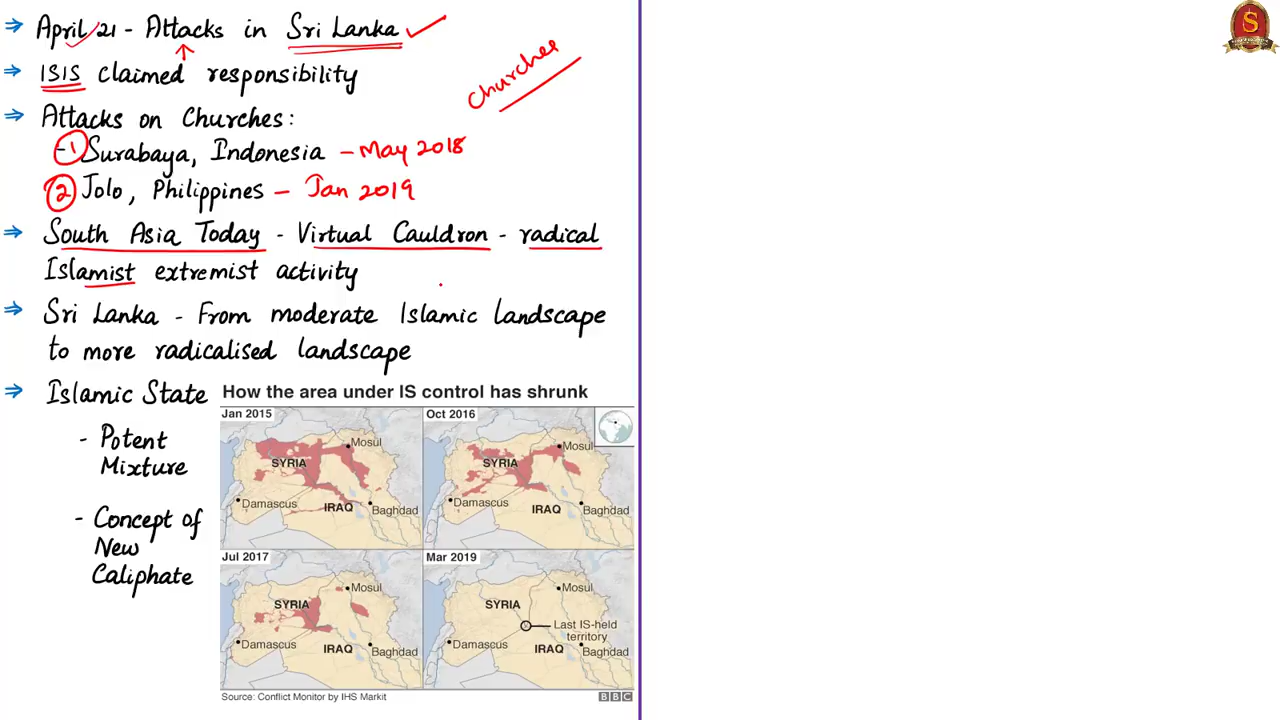 ⇒ April 21 - Attacks in Sri Lanka
⇒ ISIS claimed responsibility
Churches
⇒ Attacks on Churches:
- 1 Surabaya, Indonesia - May 2018
2 Jolo, Philippines - Jan 2019
⇒ South Asia Today - Virtual Cauldron - radical
Islamist extremist activity
⇒ Sri Lanka - From moderate Islamic landscape
to more radicalised landscape
⇒ Islamic State
- Potent
Mixture
- Concept of
New
Caliphate
How the area under IS control has shrunk
Jan 2015
Mosul
SYRIA
Damascus
IRAQ
Baghdad
Oct 2016
Mosul
SYRIA
Damascus
IRAQ
Baghdad
Jul 2017
Mosul
SYRIA
Damascus
IRAQ
Baghdad
Mar 2019
Mosul
SYRIA
Last IS-held
territory
Damascus
IRAQ
Baghdad
Source: Conflict Monitor by IHS Markit
BBC
S